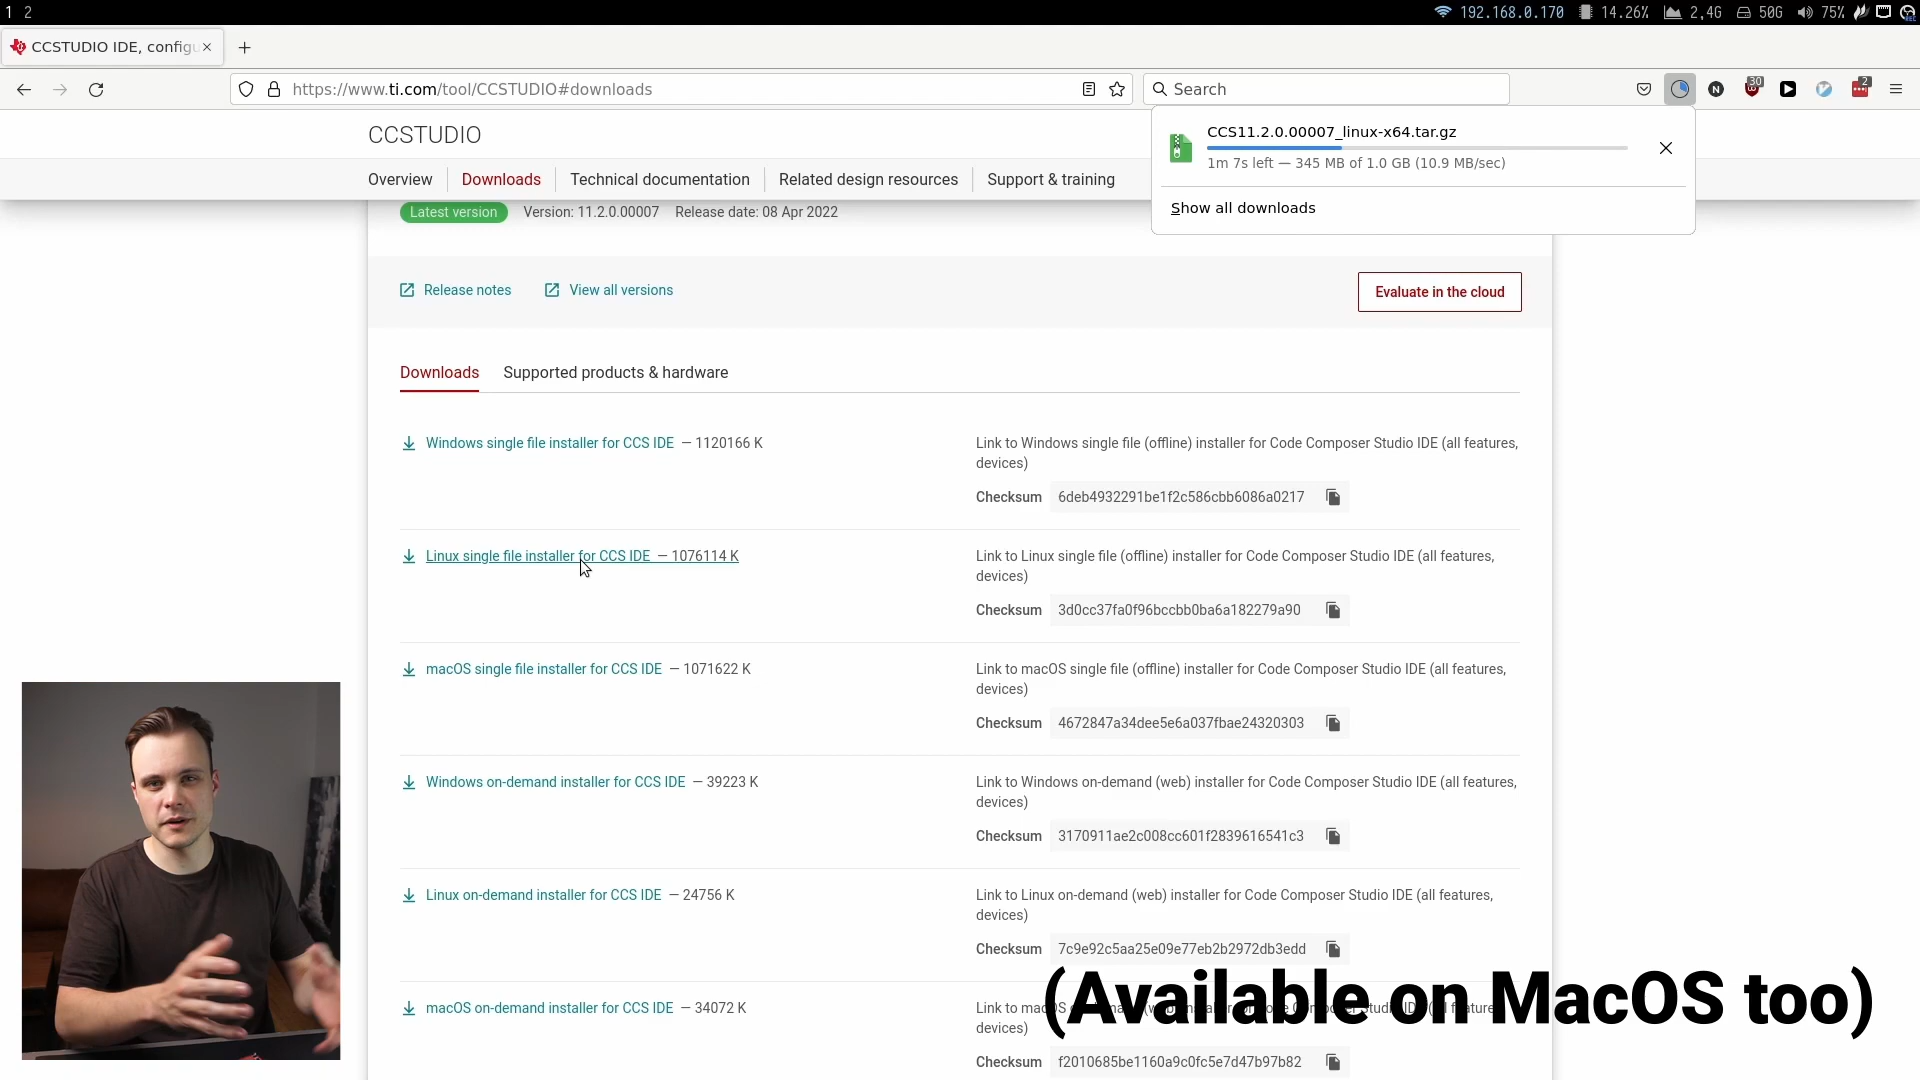 1 2
192.168.0.170 14.26% 2,4G 50G 75%
CCSTUDIO IDE, configu
https://www.ti.com/tool/CCSTUDIO#downloads
Search
30
2
CCSTUDIO
CCS11.2.0.00007_linux-x64.tar.gz
1m 7s left — 345 MB of 1.0 GB (10.9 MB/sec)
Show all downloads
Overview Downloads Technical documentation Related design resources Support & training
Latest version Version: 11.2.0.00007 Release date: 08 Apr 2022
Release notes View all versions
Evaluate in the cloud
Downloads Supported products & hardware
Windows single file installer for CCS IDE — 1120166 K
Link to Windows single file (offline) installer for Code Composer Studio IDE (all features,
devices)
Checksum 6deb4932291be1f2c586cbb6086a0217
Linux single file installer for CCS IDE — 1076114 K
Link to Linux single file (offline) installer for Code Composer Studio IDE (all features,
devices)
Checksum 3d0cc37fa0f96bccbb0ba6a182279a90
macOS single file installer for CCS IDE — 1071622 K
Link to macOS single file (offline) installer for Code Composer Studio IDE (all features,
devices)
Checksum 4672847a34dee5e6a037fbae24320303
Windows on-demand installer for CCS IDE — 39223 K
Link to Windows on-demand (web) installer for Code Composer Studio IDE (all features,
devices)
Checksum 3170911ae2c008cc601f2839616541c3
Linux on-demand installer for CCS IDE — 24756 K
Link to Linux on-demand (web) installer for Code Composer Studio IDE (all features,
devices)
Checksum 7c9e92c5aa25e09e77eb2b2972db3edd
macOS on-demand installer for CCS IDE — 34072 K
Link to
devices)
(Available on MacOS too)
Checksum f2010685be1160a9c0fc5e7d47b97b82